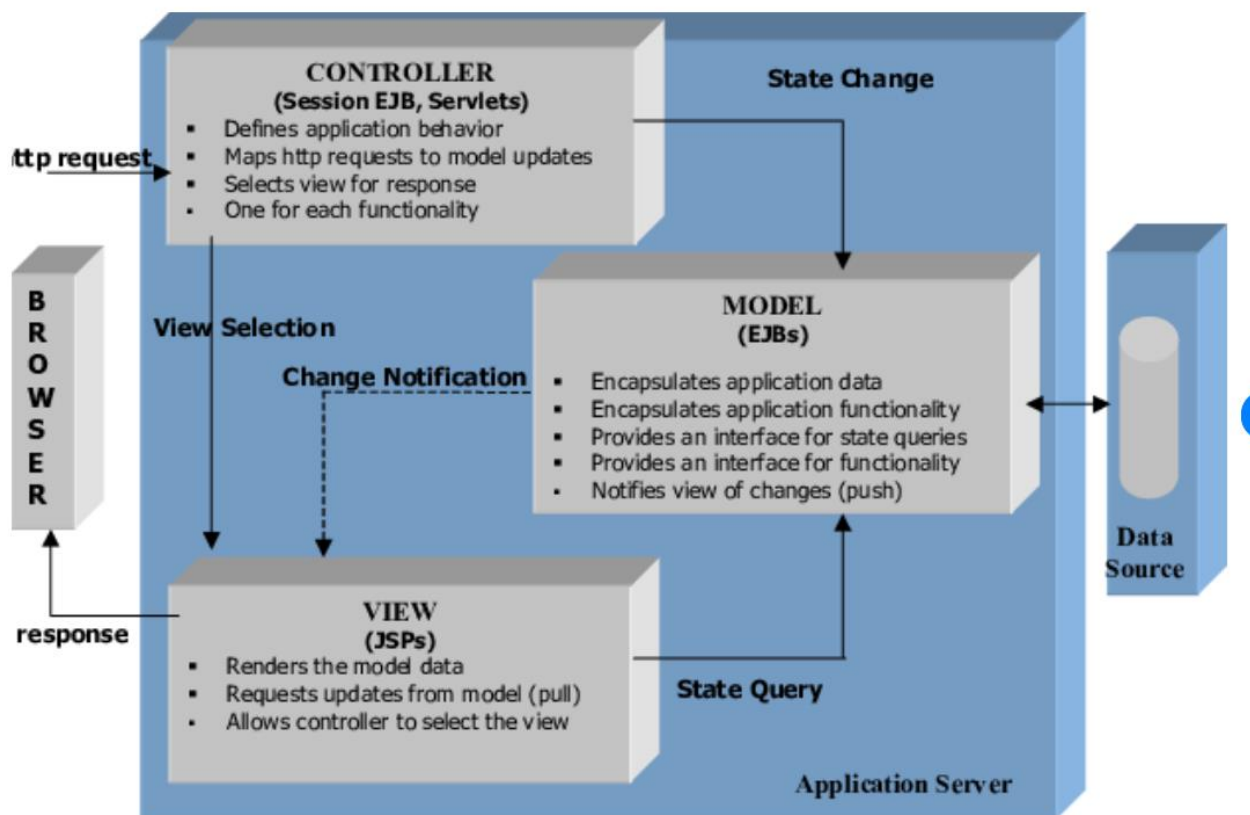 CONTROLLER
(Session EJB, Servlets)
▪ Defines application behavior
▪ Maps http requests to model updates
▪ Selects view for response
▪ One for each functionality
State Change
ttp request
BROWSER
View Selection
Change Notification
MODEL
(EJBs)
▪ Encapsulates application data
▪ Encapsulates application functionality
▪ Provides an interface for state queries
▪ Provides an interface for functionality
▪ Notifies view of changes (push)
Data
Source
response
VIEW
(JSPs)
▪ Renders the model data
▪ Requests updates from model (pull)
▪ Allows controller to select the view
State Query
Application Server